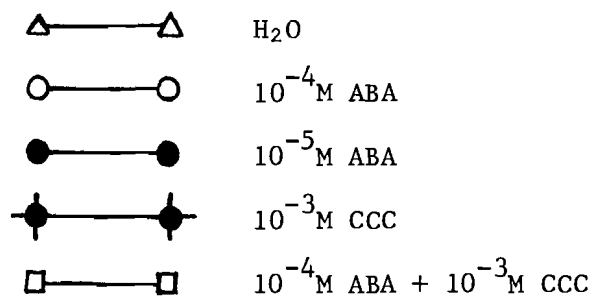 H₂O
10⁻⁴M ABA
10⁻⁵M ABA
10⁻³M CCC
10⁻⁴M ABA + 10⁻³M CCC